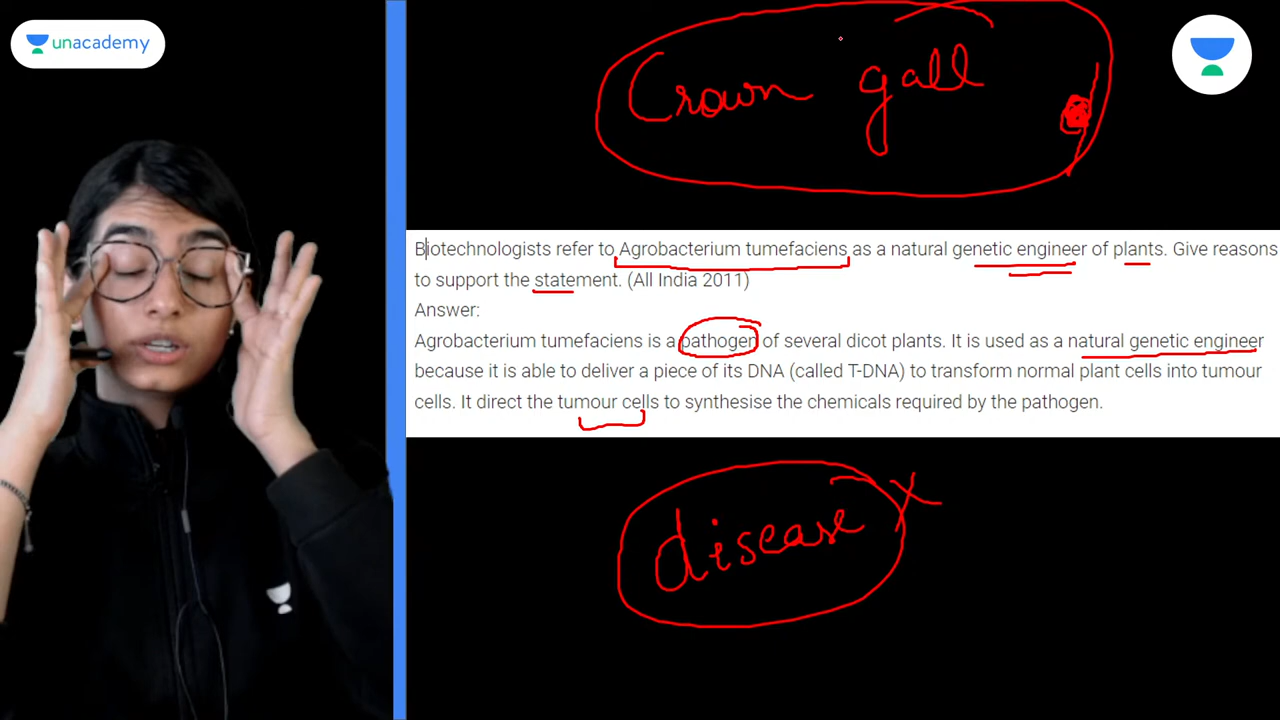 unacademy
Crown gall
Biotechnologists refer to Agrobacterium tumefaciens as a natural genetic engineer of plants. Give reasons
to support the statement. (All India 2011)
Answer:
Agrobacterium tumefaciens is a pathogen of several dicot plants. It is used as a natural genetic engineer
because it is able to deliver a piece of its DNA (called T-DNA) to transform normal plant cells into tumour
cells. It direct the tumour cells to synthesise the chemicals required by the pathogen.
disease